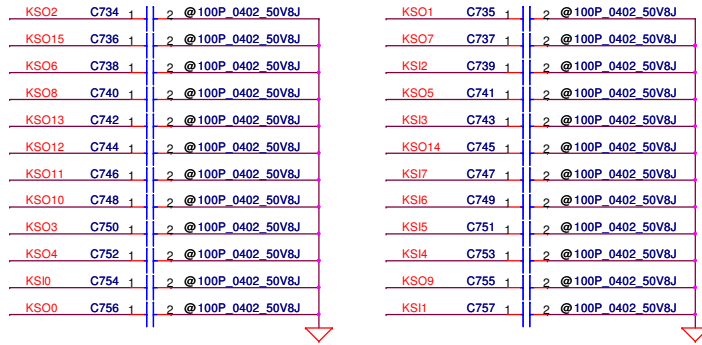 KSO2 C734 1 2 @100P_0402_50V8J KSO1 C735 1 2 @100P_0402_50V8J
KSO15 C736 1 2 @100P_0402_50V8J KSO7 C737 1 2 @100P_0402_50V8J
KSO6 C738 1 2 @100P_0402_50V8J KSI2 C739 1 2 @100P_0402_50V8J
KSO8 C740 1 2 @100P_0402_50V8J KSO5 C741 1 2 @100P_0402_50V8J
KSO13 C742 1 2 @100P_0402_50V8J KSI3 C743 1 2 @100P_0402_50V8J
KSO12 C744 1 2 @100P_0402_50V8J KSO14 C745 1 2 @100P_0402_50V8J
KSO11 C746 1 2 @100P_0402_50V8J KSI7 C747 1 2 @100P_0402_50V8J
KSO10 C748 1 2 @100P_0402_50V8J KSI6 C749 1 2 @100P_0402_50V8J
KSO3 C750 1 2 @100P_0402_50V8J KSI5 C751 1 2 @100P_0402_50V8J
KSO4 C752 1 2 @100P_0402_50V8J KSI4 C753 1 2 @100P_0402_50V8J
KSI0 C754 1 2 @100P_0402_50V8J KSO9 C755 1 2 @100P_0402_50V8J
KSO0 C756 1 2 @100P_0402_50V8J KSI1 C757 1 2 @100P_0402_50V8J